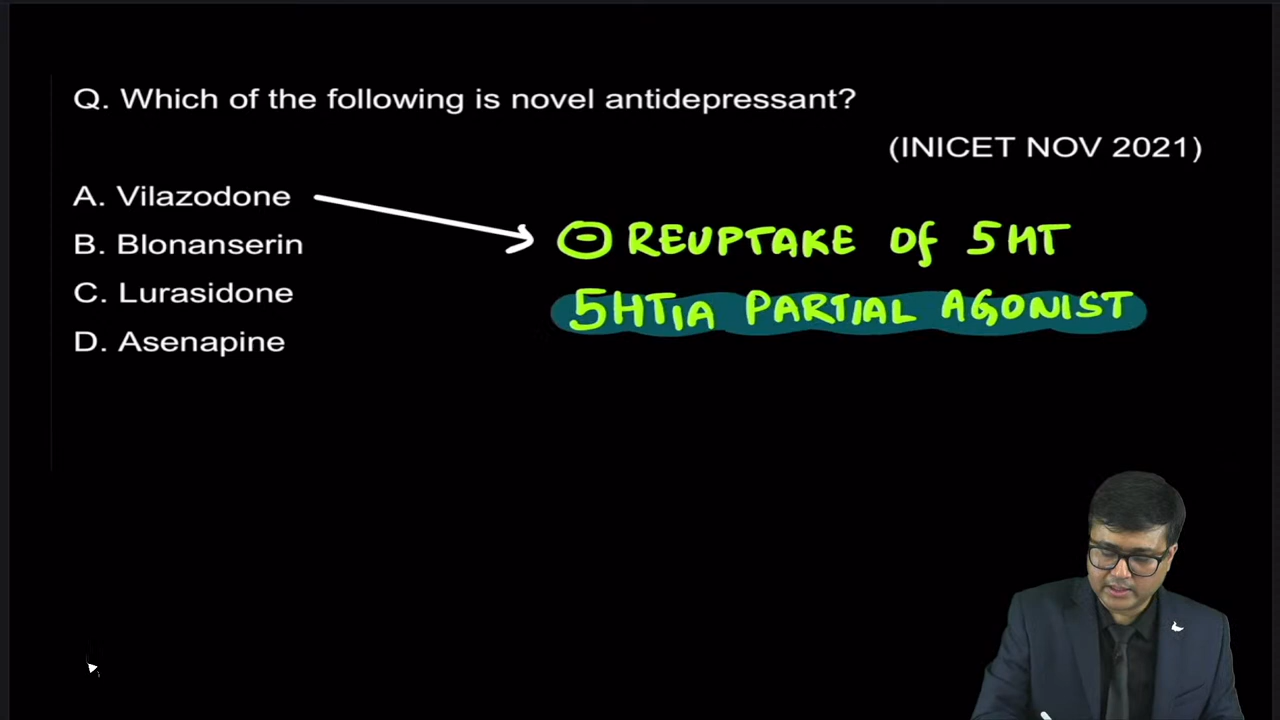 Q. Which of the following is novel antidepressant?
(INICET NOV 2021)
A. Vilazodone
B. Blonanserin
C. Lurasidone
D. Asenapine
⊖ REUPTAKE Of 5HT
5HT1A PARTIAL AGONIST